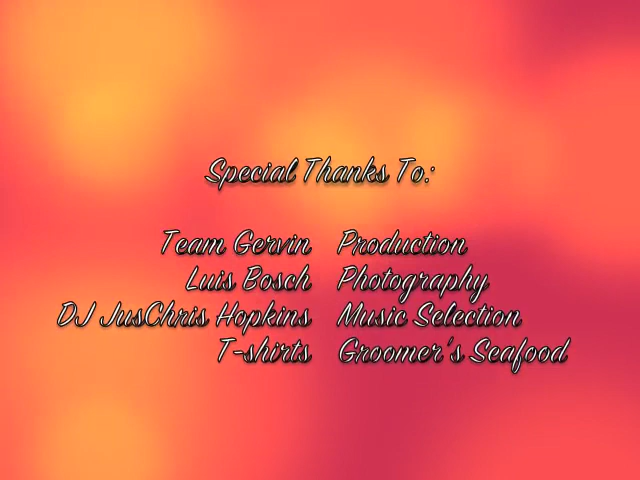 Special Thanks To:
Team Gervin Production
Luis Bosch Photography
DJ JusChris Hopkins Music Selection
T-shirts Groomer's Seafood